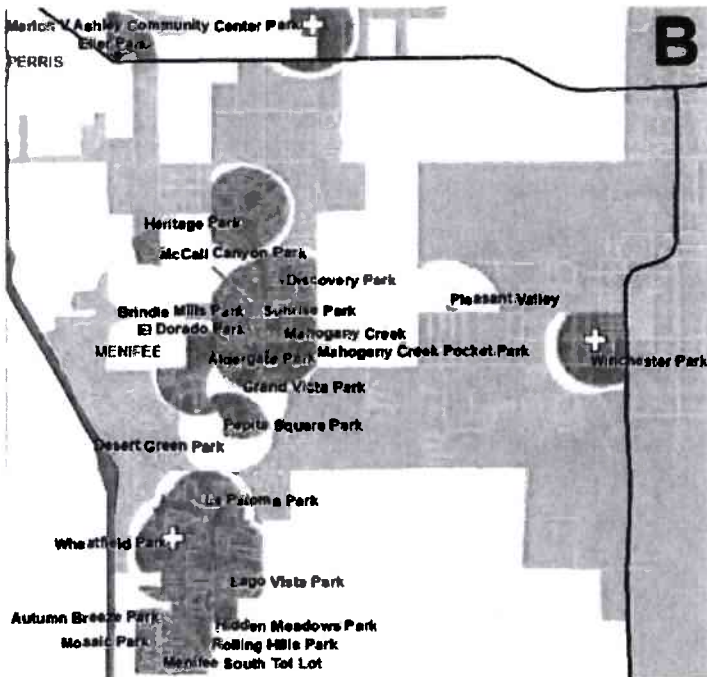 B
Marion V Ashley Community Center Park
Eller Park
PERRIS
Heritage Park
McCall Canyon Park
Discovery Park
Pleasant Valley
Brindle Mills Park
Sunrise Park
El Dorado Park
Mahogany Creek
MENIFEE
Mahogany Creek Pocket Park
Aldergate Park
Winchester Park
Grand Vista Park
Pepita Square Park
Desert Green Park
La Paloma Park
Wheatfield Park
Lago Vista Park
Autumn Breeze Park
Hidden Meadows Park
Mosaic Park
Rolling Hills Park
Menifee South Tot Lot